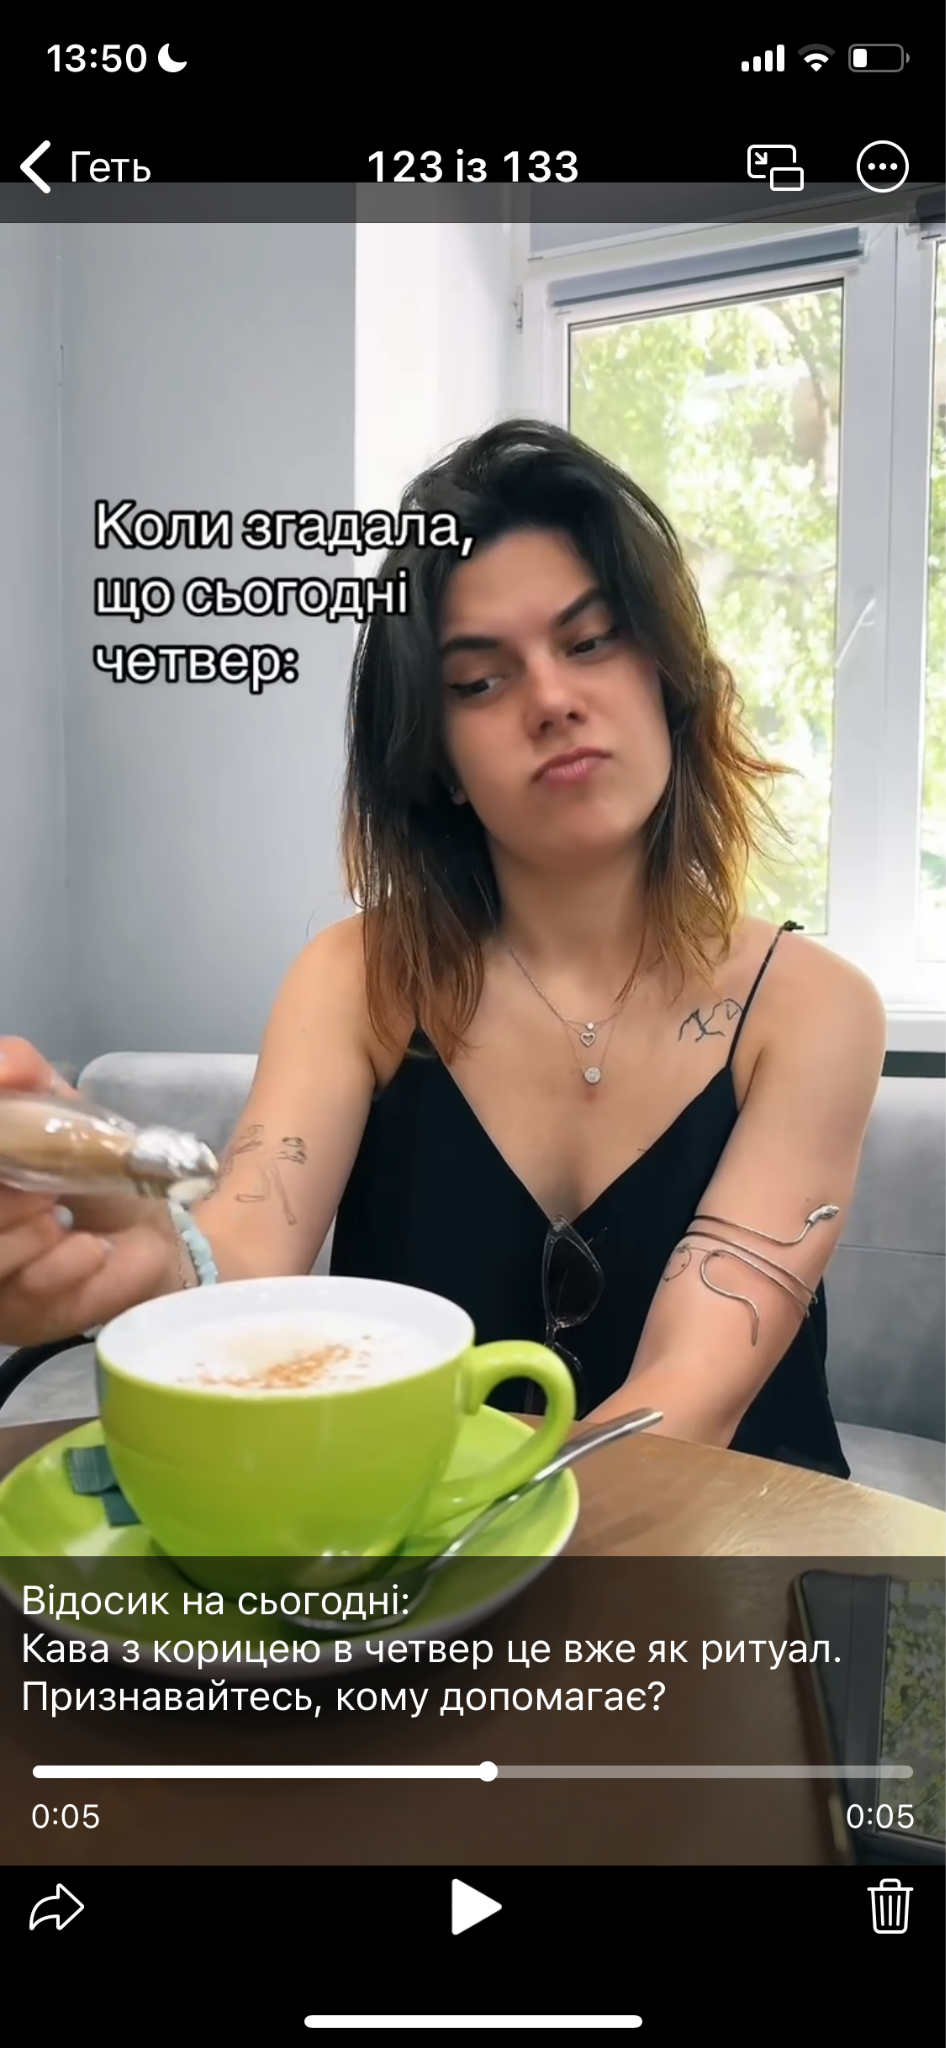 13:50
Геть
123 із 133
Коли згадала,
що сьогодні
четвер:
Відосик на сьогодні:
Кава з корицею в четвер це вже як ритуал.
Признавайтесь, кому допомагає?
0:05
0:05